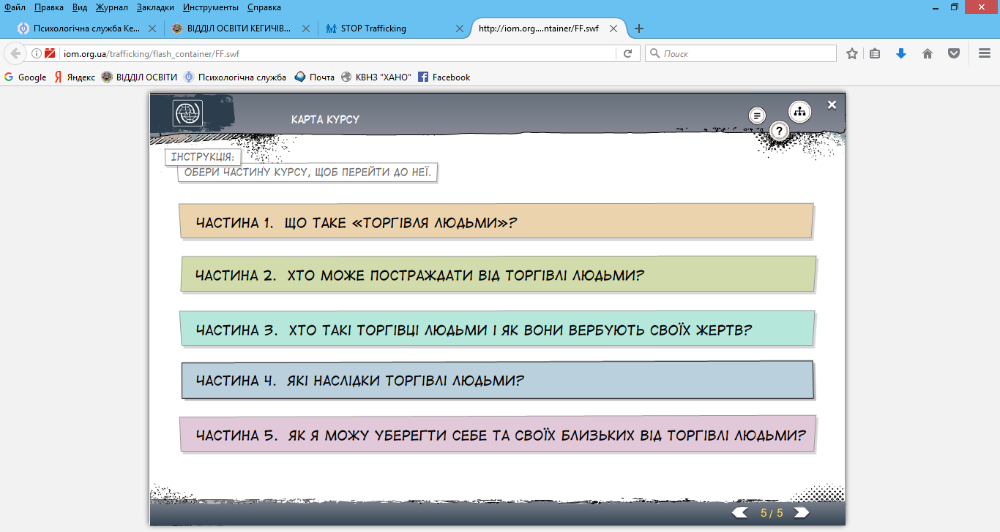 Файл Правка Вид Журнал Закладки Инструменты Справка
Психологічна служба Ке... ВІДДІЛ ОСВІТИ КЕГИЧІВ... STOP Trafficking http://iom.org....ntainer/FF.swf
iom.org.ua/trafficking/flash_container/FF.swf Поиск
Google Яндекс ВІДДІЛ ОСВІТИ Психологічна служба Почта КВНЗ "ХАНО" Facebook
КАРТА КУРСУ
?
ІНСТРУКЦІЯ:
ОБЕРИ ЧАСТИНУ КУРСУ, ЩОБ ПЕРЕЙТИ ДО НЕЇ.
ЧАСТИНА 1. ЩО ТАКЕ «ТОРГІВЛЯ ЛЮДЬМИ»?
ЧАСТИНА 2. ХТО МОЖЕ ПОСТРАЖДАТИ ВІД ТОРГІВЛІ ЛЮДЬМИ?
ЧАСТИНА 3. ХТО ТАКІ ТОРГІВЦІ ЛЮДЬМИ І ЯК ВОНИ ВЕРБУЮТЬ СВОЇХ ЖЕРТВ?
ЧАСТИНА 4. ЯКІ НАСЛІДКИ ТОРГІВЛІ ЛЮДЬМИ?
ЧАСТИНА 5. ЯК Я МОЖУ УБЕРЕГТИ СЕБЕ ТА СВОЇХ БЛИЗЬКИХ ВІД ТОРГІВЛІ ЛЮДЬМИ?
5 / 5